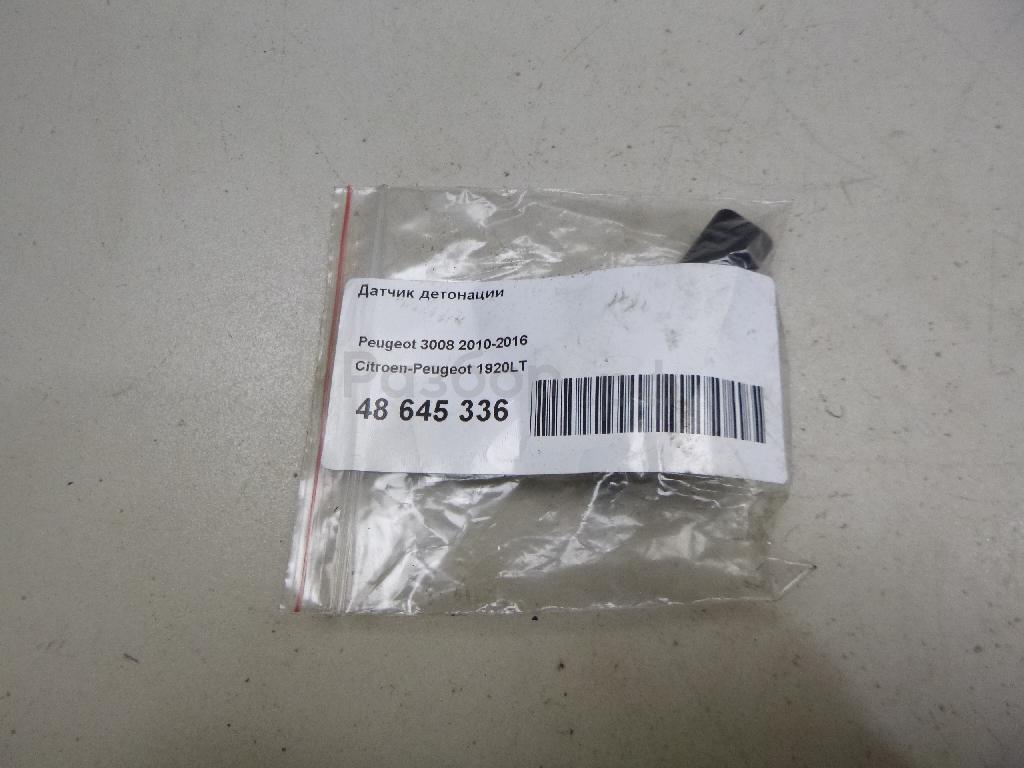 Датчик детонации
Peugeot 3008 2010-2016
Citroen-Peugeot 1920LT
48 645 336